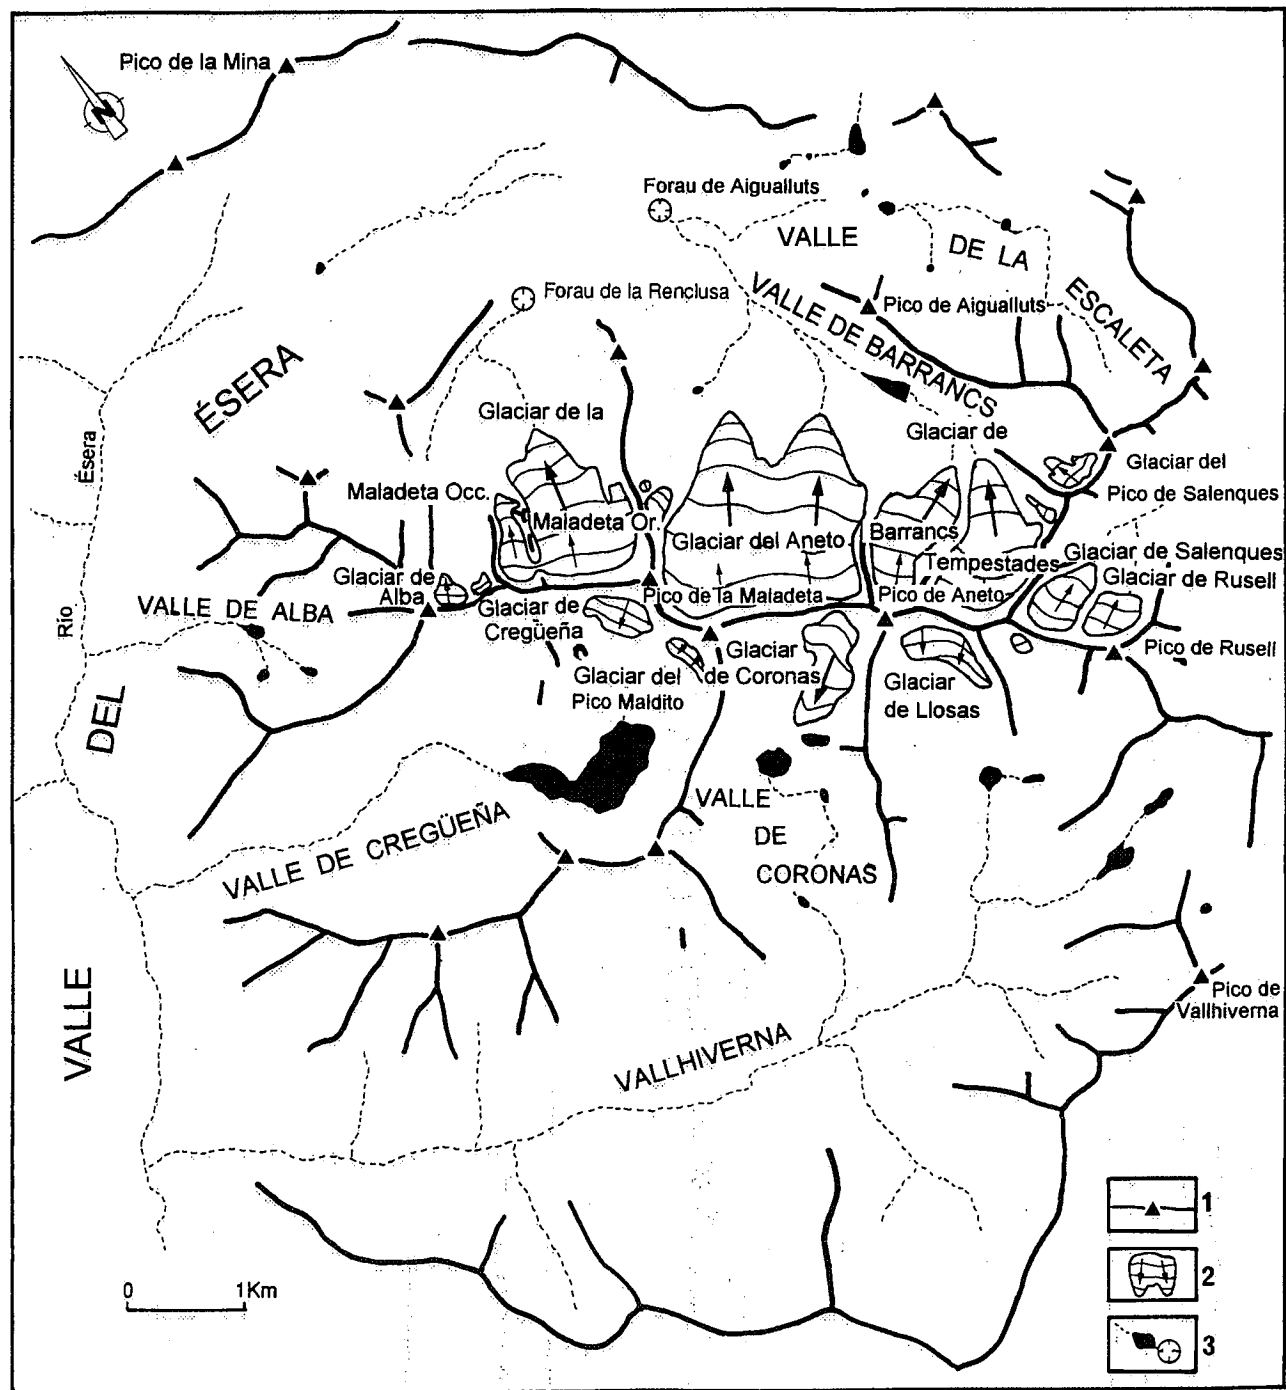 Pico de la Mina
N
Forau de Aigualluts
VALLE
DE LA
ESCALETA
Forau de la Renclusa
VALLE DE BARRANCS
Pico de Aigualluts
ÉSERA
Glaciar de la
Glaciar de
Ésera
Maladeta Occ.
Maladeta Or.
Glaciar del Aneto
Barrancs
Tempestades
Glaciar del
Pico de Salenques
Glaciar de Salenques
Glaciar de Rusell
Glaciar de
Alba
VALLE DE ALBA
Glaciar de
Cregüeña
Pico de la Maladeta
Pico de Aneto
Río
Glaciar
de Coronas
Pico de Rusell
Glaciar del
Pico Maldito
Glaciar
de Llosas
DEL
VALLE
DE
CORONAS
VALLE DE CREGÜEÑA
VALLE
Pico de
Vallhiverna
VALLHIVERNA
1
2
3
0 1Km